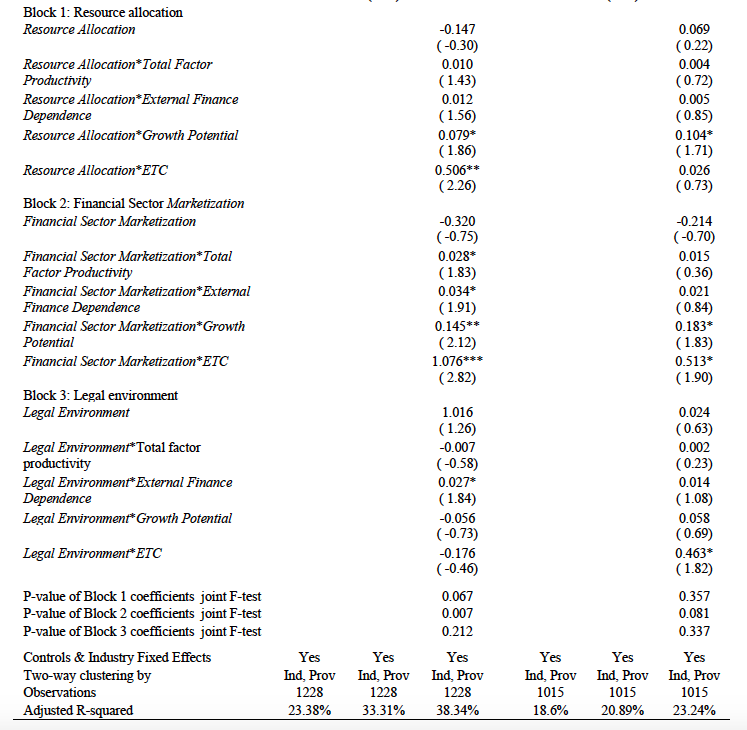 Block 1: Resource allocation
Resource Allocation -0.147 0.069
( -0.30) ( 0.22)
Resource Allocation*Total Factor 0.010 0.004
Productivity ( 1.43) ( 0.72)
Resource Allocation*External Finance 0.012 0.005
Dependence ( 1.56) ( 0.85)
Resource Allocation*Growth Potential 0.079* 0.104*
( 1.86) ( 1.71)
Resource Allocation*ETC 0.506** 0.026
( 2.26) ( 0.73)
Block 2: Financial Sector Marketization
Financial Sector Marketization -0.320 -0.214
( -0.75) ( -0.70)
Financial Sector Marketization*Total 0.028* 0.015
Factor Productivity ( 1.83) ( 0.36)
Financial Sector Marketization*External 0.034* 0.021
Finance Dependence ( 1.91) ( 0.84)
Financial Sector Marketization*Growth 0.145** 0.183*
Potential ( 2.12) ( 1.83)
Financial Sector Marketization*ETC 1.076*** 0.513*
( 2.82) ( 1.90)
Block 3: Legal environment
Legal Environment 1.016 0.024
( 1.26) ( 0.63)
Legal Environment*Total factor -0.007 0.002
productivity ( -0.58) ( 0.23)
Legal Environment*External Finance 0.027* 0.014
Dependence ( 1.84) ( 1.08)
Legal Environment*Growth Potential -0.056 0.058
( -0.73) ( 0.69)
Legal Environment*ETC -0.176 0.463*
( -0.46) ( 1.82)
P-value of Block 1 coefficients joint F-test 0.067 0.357
P-value of Block 2 coefficients joint F-test 0.007 0.081
P-value of Block 3 coefficients joint F-test 0.212 0.337
Controls & Industry Fixed Effects Yes Yes Yes Yes Yes Yes
Two-way clustering by Ind, Prov Ind, Prov Ind, Prov Ind, Prov Ind, Prov Ind, Prov
Observations 1228 1228 1228 1015 1015 1015
Adjusted R-squared 23.38% 33.31% 38.34% 18.6% 20.89% 23.24%